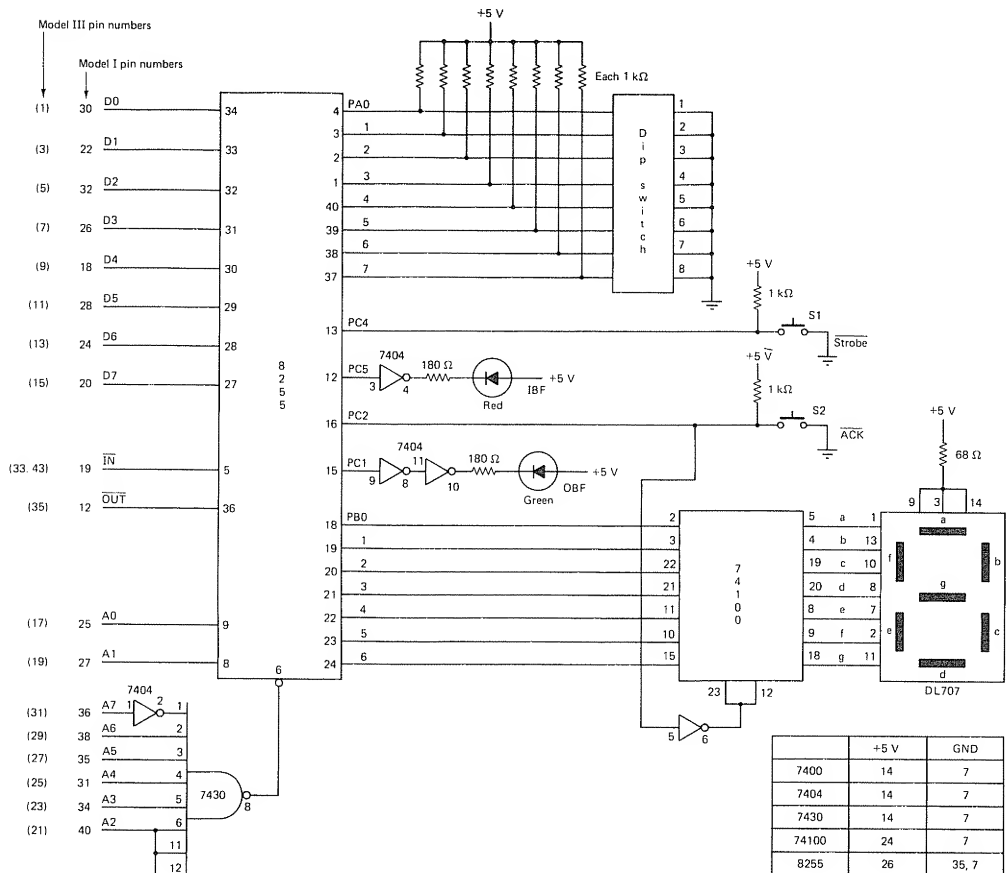 Model III pin numbers
Model I pin numbers
+5 V
Each 1 kΩ
(1) 30 D0 34
(3) 22 D1 33
(5) 32 D2 32
(7) 26 D3 31
(9) 18 D4 30
(11) 28 D5 29
(13) 24 D6 28
(15) 20 D7 27
(33, 43) 19 IN 5
(35) 12 OUT 36
(17) 25 A0 9
(19) 27 A1 8
6
8255
4 PA0 1
3 1 2
2 2 3
1 3 4
40 4 5
39 5 6
38 6 7
37 7 8
Dip switch
+5 V
1 kΩ
S1
Strobe
13 PC4
12 PC5 3 7404 4 180 Ω +5 V
Red
IBF
+5 V
1 kΩ
S2
ACK
16 PC2
15 PC1 9 7404 8 11 10 180 Ω +5 V
Green
OBF
+5 V
68 Ω
9 3 14
18 PB0 2 5 a 1
19 1 3 4 b 13
20 2 22 19 c 10
21 3 21 20 d 8
22 4 11 8 e 7
23 5 10 9 f 2
24 6 15 18 g 11
74100
23 12
5 6
a
f b
g
e c
d
DL707
7404
(31) 36 A7 1 2 1
(29) 38 A6 2
(27) 35 A5 3
(25) 31 A4 4
(23) 34 A3 5
(21) 40 A2 6
11
12
7430
8
+5 V GND
7400 14 7
7404 14 7
7430 14 7
74100 24 7
8255 26 35, 7